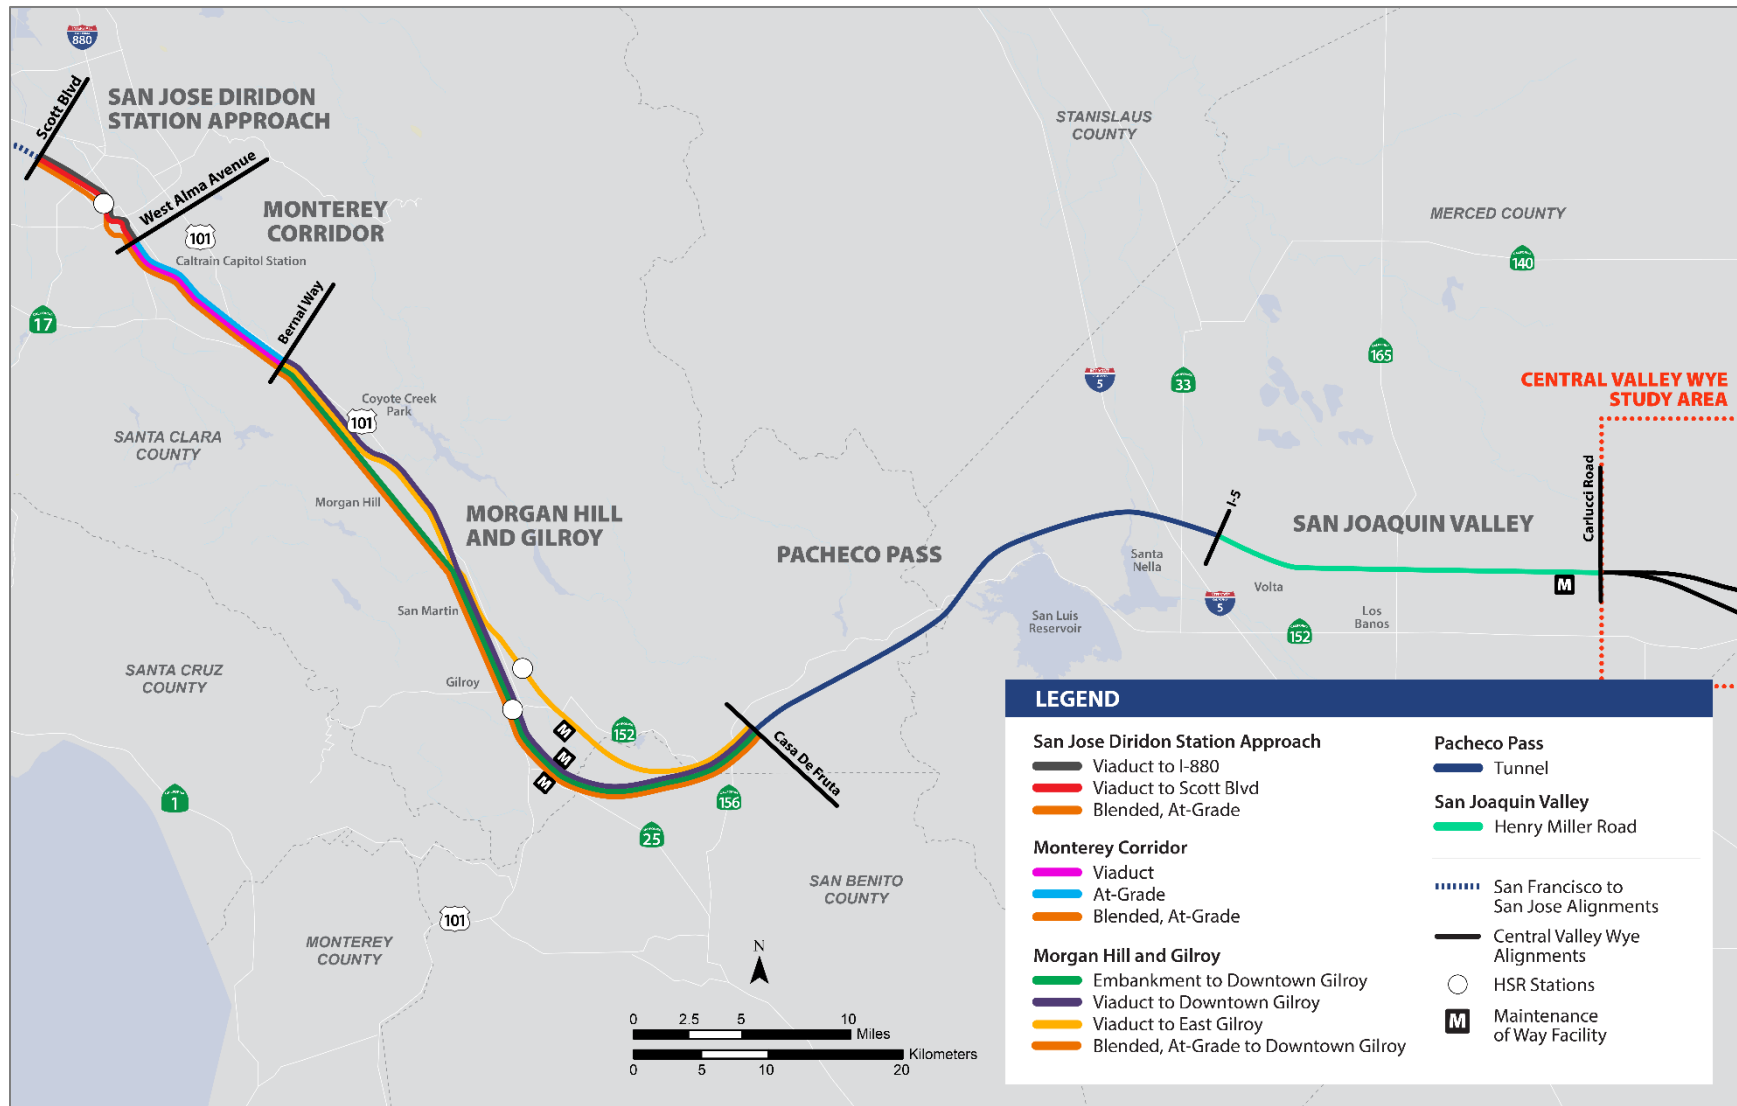 880
Scott Blvd
SAN JOSE DIRIDON
STATION APPROACH
West Alma Avenue
MONTEREY
CORRIDOR
101
Caltrain Capitol Station
17
Bernal Way
Coyote Creek
Park
101
SANTA CLARA
COUNTY
Morgan Hill
MORGAN HILL
AND GILROY
San Martin
SANTA CRUZ
COUNTY
Gilroy
M
M
M
152
Casa De Fruta
156
1
25
101
MONTEREY
COUNTY
SAN BENITO
COUNTY
STANISLAUS
COUNTY
MERCED COUNTY
140
165
5
33
CENTRAL VALLEY WYE
STUDY AREA
Carlucci Road
I-5
SAN JOAQUIN VALLEY
PACHECO PASS
Santa
Nella
Volta
M
5
San Luis
Reservoir
Los
Banos
152
N
0 2.5 5 10
Miles
Kilometers
0 5 10 20
LEGEND
San Jose Diridon Station Approach
Viaduct to I-880
Viaduct to Scott Blvd
Blended, At-Grade
Monterey Corridor
Viaduct
At-Grade
Blended, At-Grade
Morgan Hill and Gilroy
Embankment to Downtown Gilroy
Viaduct to Downtown Gilroy
Viaduct to East Gilroy
Blended, At-Grade to Downtown Gilroy
Pacheco Pass
Tunnel
San Joaquin Valley
Henry Miller Road
San Francisco to
San Jose Alignments
Central Valley Wye
Alignments
HSR Stations
M
Maintenance
of Way Facility